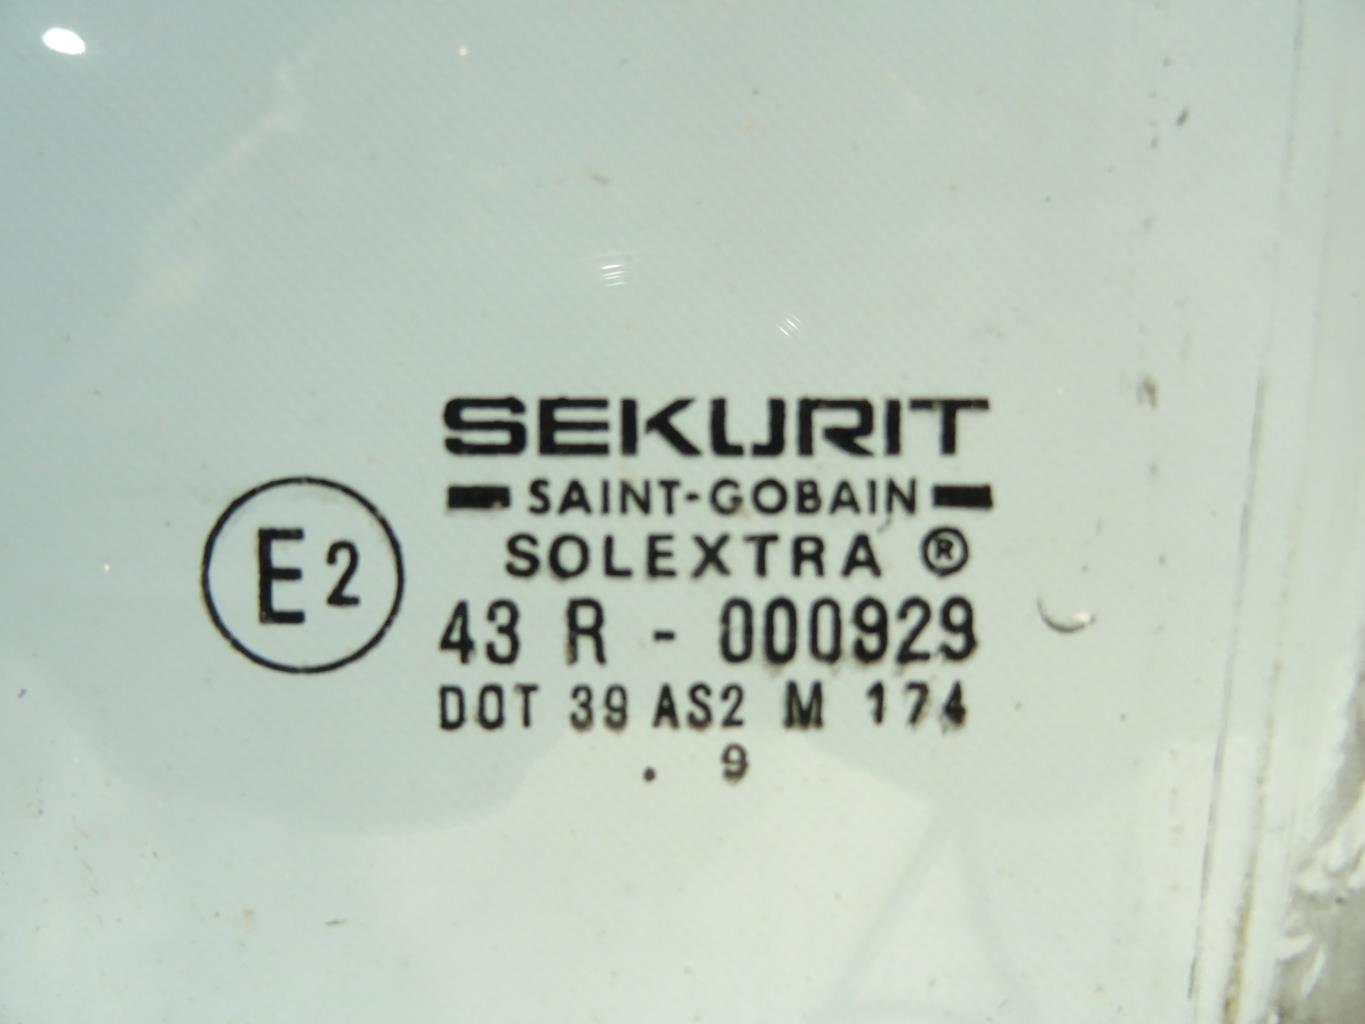 SEKURIT
SAINT-GOBAIN
SOLEXTRA ®
E2
43 R - 000929
DOT 39 AS2 M 174
. 9